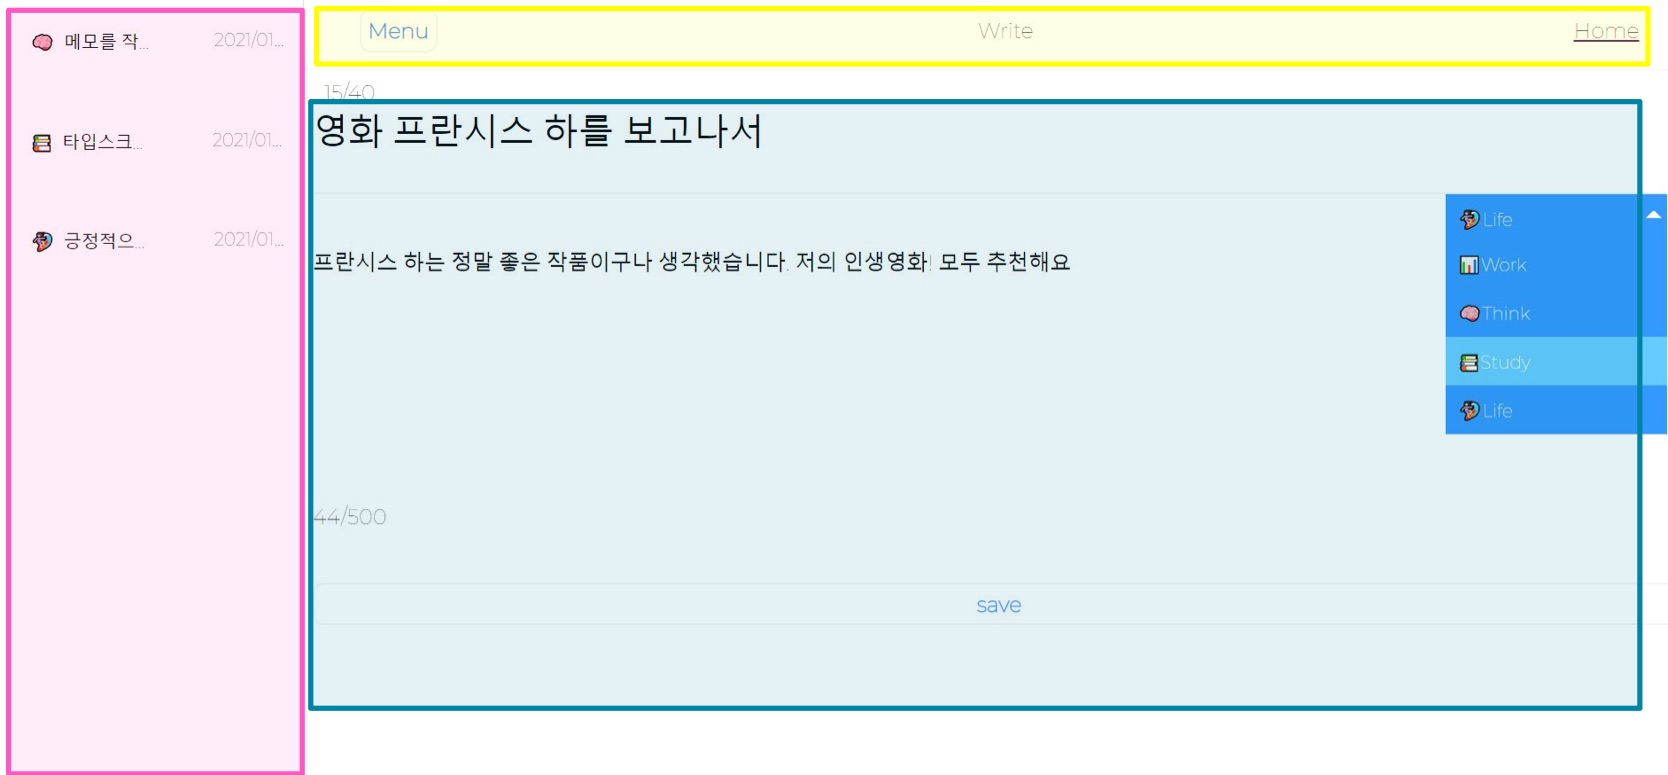 🧠 메모를 작... 2021/01...
📚 타입스크... 2021/01...
긍정적으... 2021/01...
Menu Write Home
15/40
영화 프란시스 하를 보고나서
프란시스 하는 정말 좋은 작품이구나 생각했습니다. 저의 인생영화! 모두 추천해요
Life
📊Work
🧠Think
📚Study
Life
44/500
save